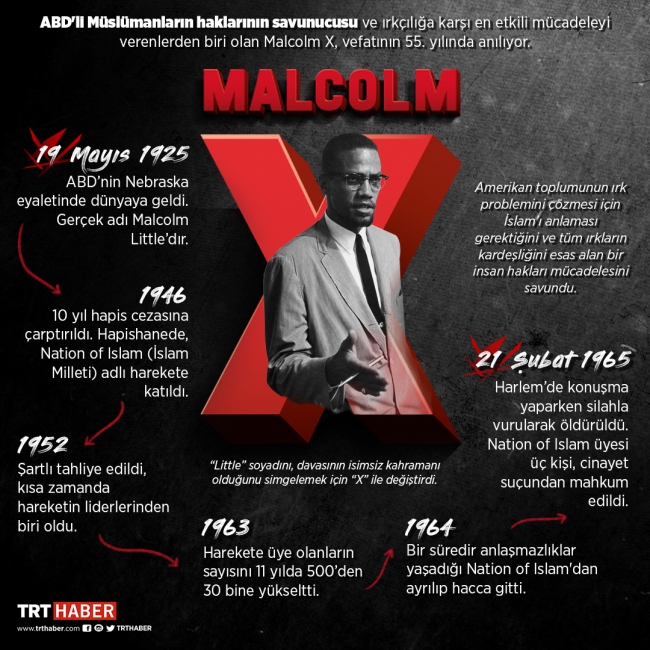 ABD'li Müslümanların haklarının savunucusu ve ırkçılığa karşı en etkili mücadeleyi
verenlerden biri olan Malcolm X, vefatının 55. yılında anılıyor.
MALCOLM
X
19 Mayıs 1925
ABD'nin Nebraska
eyaletinde dünyaya geldi.
Gerçek adı Malcolm
Little'dır.
1946
10 yıl hapis cezasına
çarptırıldı. Hapishanede,
Nation of Islam (İslam
Milleti) adlı harekete
katıldı.
1952
Şartlı tahliye edildi,
kısa zamanda
hareketin liderlerinden
biri oldu.
"Little" soyadını, davasının isimsiz kahramanı
olduğunu simgelemek için "X" ile değiştirdi.
1963
Harekete üye olanların
sayısını 11 yılda 500'den
30 bine yükseltti.
1964
Bir süredir anlaşmazlıklar
yaşadığı Nation of Islam'dan
ayrılıp hacca gitti.
21 Şubat 1965
Harlem'de konuşma
yaparken silahla
vurularak öldürüldü.
Nation of Islam üyesi
üç kişi, cinayet
suçundan mahkum
edildi.
Amerikan toplumunun ırk
problemini çözmesi için
İslam'ı anlaması
gerektiğini ve tüm ırkların
kardeşliğini esas alan bir
insan hakları mücadelesini
savundu.
TRT HABER
www.trthaber.com TRTHABER